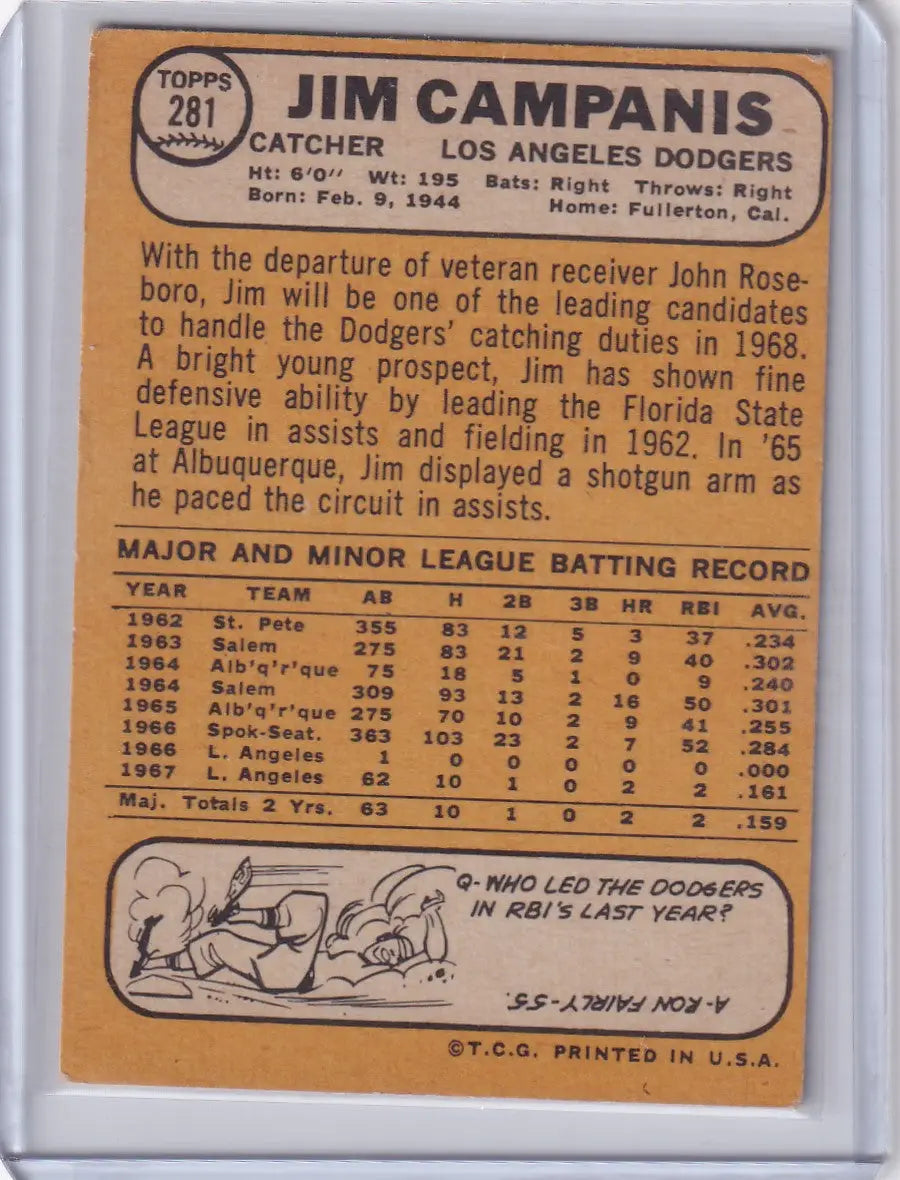 TOPPS
281
JIM CAMPANIS
CATCHER LOS ANGELES DODGERS
Ht: 6'0" Wt: 195 Bats: Right Throws: Right
Born: Feb. 9, 1944 Home: Fullerton, Cal.
With the departure of veteran receiver John Rose-
boro, Jim will be one of the leading candidates
to handle the Dodgers' catching duties in 1968.
A bright young prospect, Jim has shown fine
defensive ability by leading the Florida State
League in assists and fielding in 1962. In '65
at Albuquerque, Jim displayed a shotgun arm as
he paced the circuit in assists.
MAJOR AND MINOR LEAGUE BATTING RECORD
YEAR TEAM AB H 2B 3B HR RBI AVG.
1962 St. Pete 355 83 12 5 3 37 .234
1963 Salem 275 83 21 2 9 40 .302
1964 Alb'q'r'que 75 18 5 1 0 9 .240
1964 Salem 309 93 13 2 16 50 .301
1965 Alb'q'r'que 275 70 10 2 9 41 .255
1966 Spok-Seat. 363 103 23 2 7 52 .284
1966 L. Angeles 1 0 0 0 0 0 .000
1967 L. Angeles 62 10 1 0 2 2 .161
Maj. Totals 2 Yrs. 63 10 1 0 2 2 .159
Q-WHO LED THE DODGERS
IN RBI'S LAST YEAR?
A-RON FAIRLY-55.
©T.C.G. PRINTED IN U.S.A.